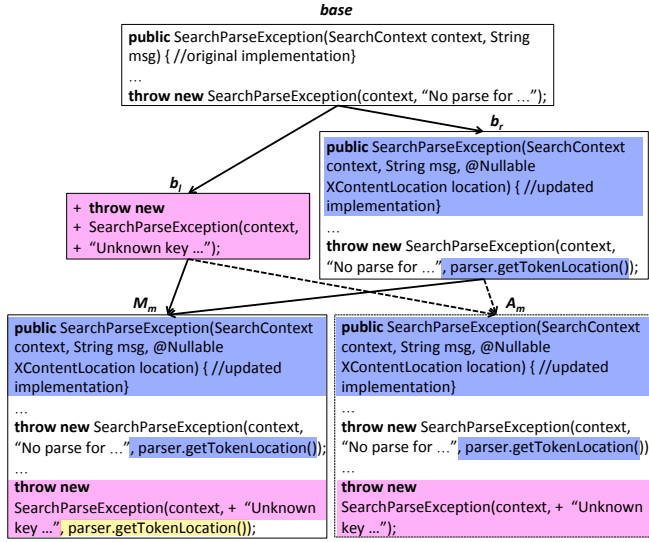 base
public SearchParseException(SearchContext context, String
msg) { //original implementation}
…
throw new SearchParseException(context, “No parse for …”);
br
public SearchParseException(SearchContext
context, String msg, @Nullable
XContentLocation location) { //updated
implementation}
…
throw new SearchParseException(context,
“No parse for …”, parser.getTokenLocation());
bl
+ throw new
+ SearchParseException(context,
+ “Unknown key …”);
Mm
public SearchParseException(SearchContext
context, String msg, @Nullable
XContentLocation location) { //updated
implementation}
…
throw new SearchParseException(context,
“No parse for …”, parser.getTokenLocation());
…
throw new
SearchParseException(context, + “Unknown
key …”, parser.getTokenLocation());
Am
public SearchParseException(SearchContext
context, String msg, @Nullable
XContentLocation location) { //updated
implementation}
…
throw new SearchParseException(context,
“No parse for …”, parser.getTokenLocation())
…
throw new
SearchParseException(context, + “Unknown
key …”);